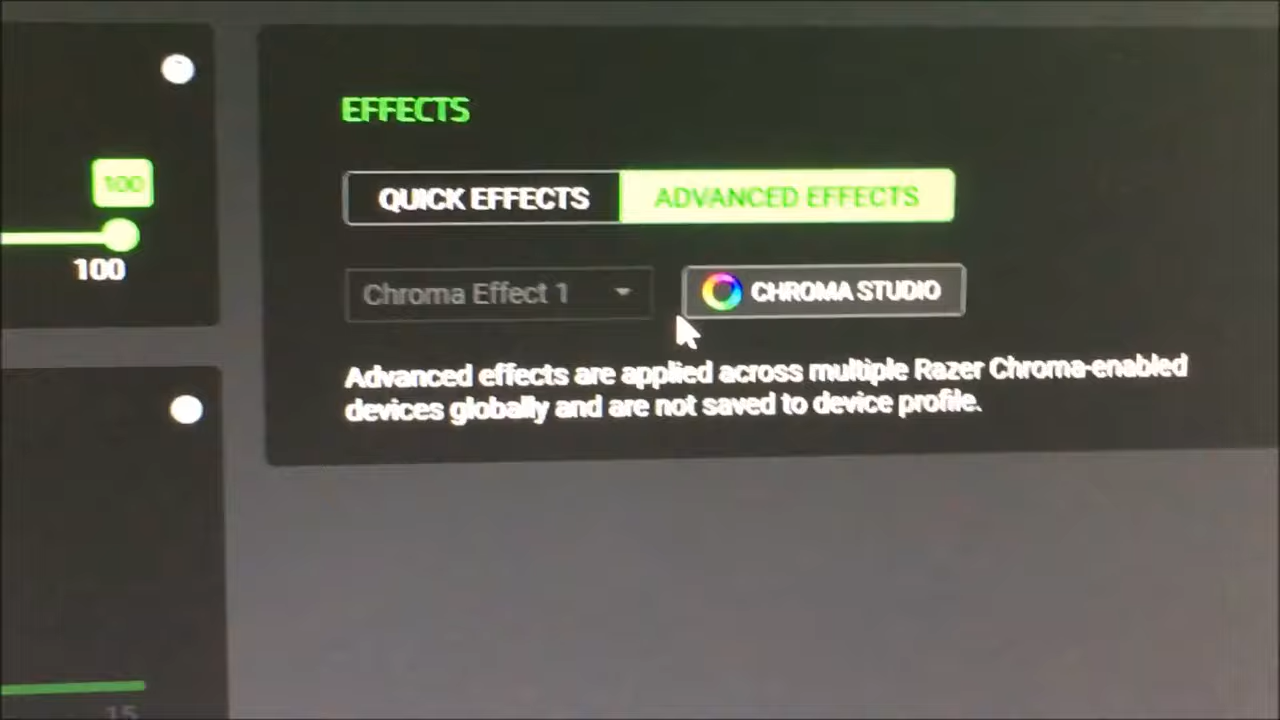 EFFECTS
100
QUICK EFFECTS
ADVANCED EFFECTS
100
Chroma Effect 1
CHROMA STUDIO
Advanced effects are applied across multiple Razer Chroma-enabled
devices globally and are not saved to device profile.
15